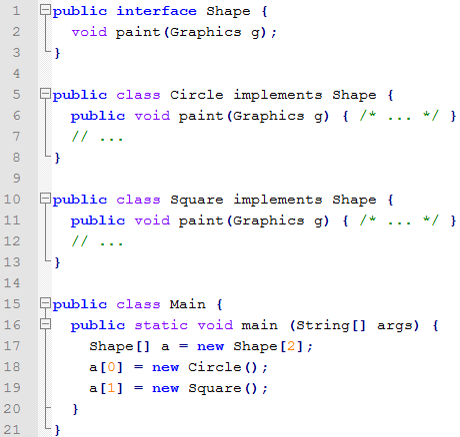 1 public interface Shape {
2 void paint(Graphics g);
3 }
4
5 public class Circle implements Shape {
6 public void paint(Graphics g) { /* ... */ }
7 // ...
8 }
9
10 public class Square implements Shape {
11 public void paint(Graphics g) { /* ... */ }
12 // ...
13 }
14
15 public class Main {
16 public static void main (String[] args) {
17 Shape[] a = new Shape[2];
18 a[0] = new Circle();
19 a[1] = new Square();
20 }
21 }